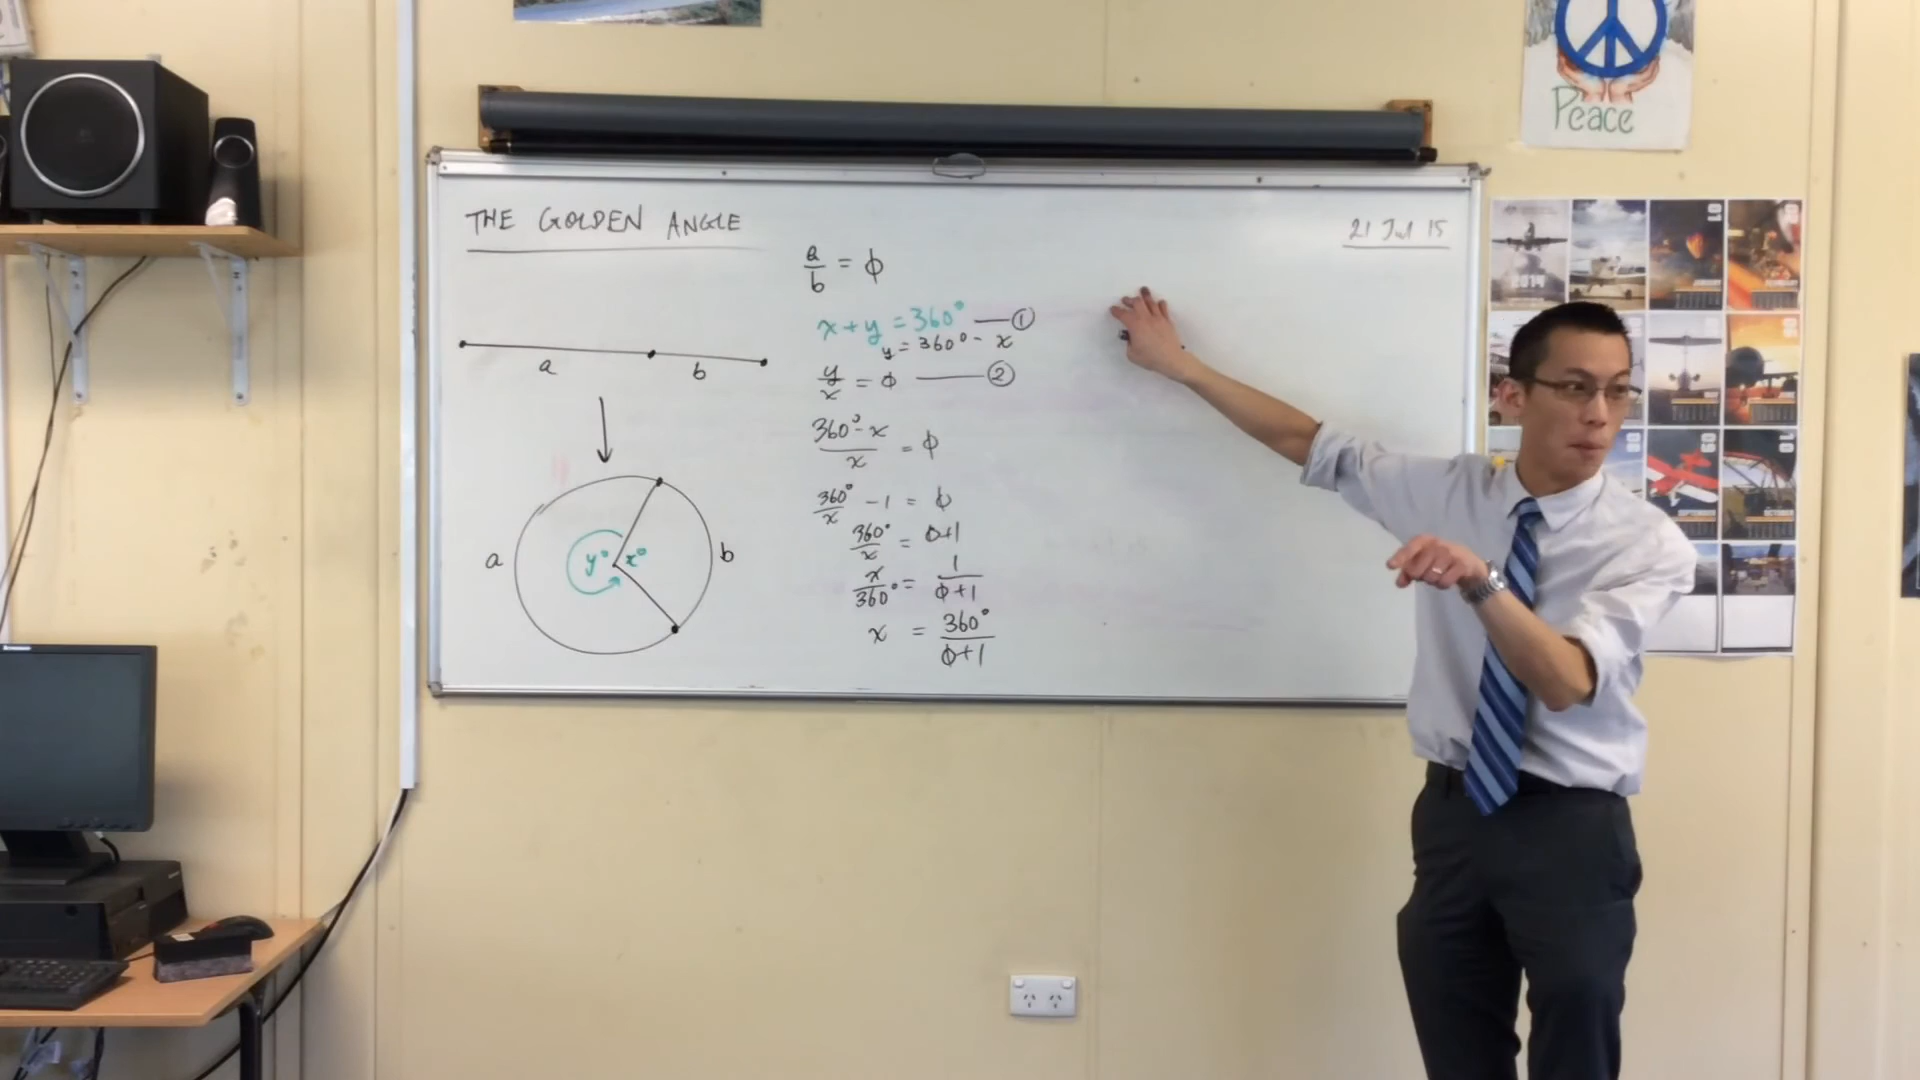 Peace
THE GOLDEN ANGLE
21 Jul 15
a/b = ϕ
x + y = 360° — ①
y = 360° - x
y/x = ϕ — ②
(360° - x)/x = ϕ
360°/x - 1 = ϕ
360°/x = ϕ+1
x/360° = 1/(ϕ+1)
x = 360°/(ϕ+1)
a
b
a
y°
x°
b
2014